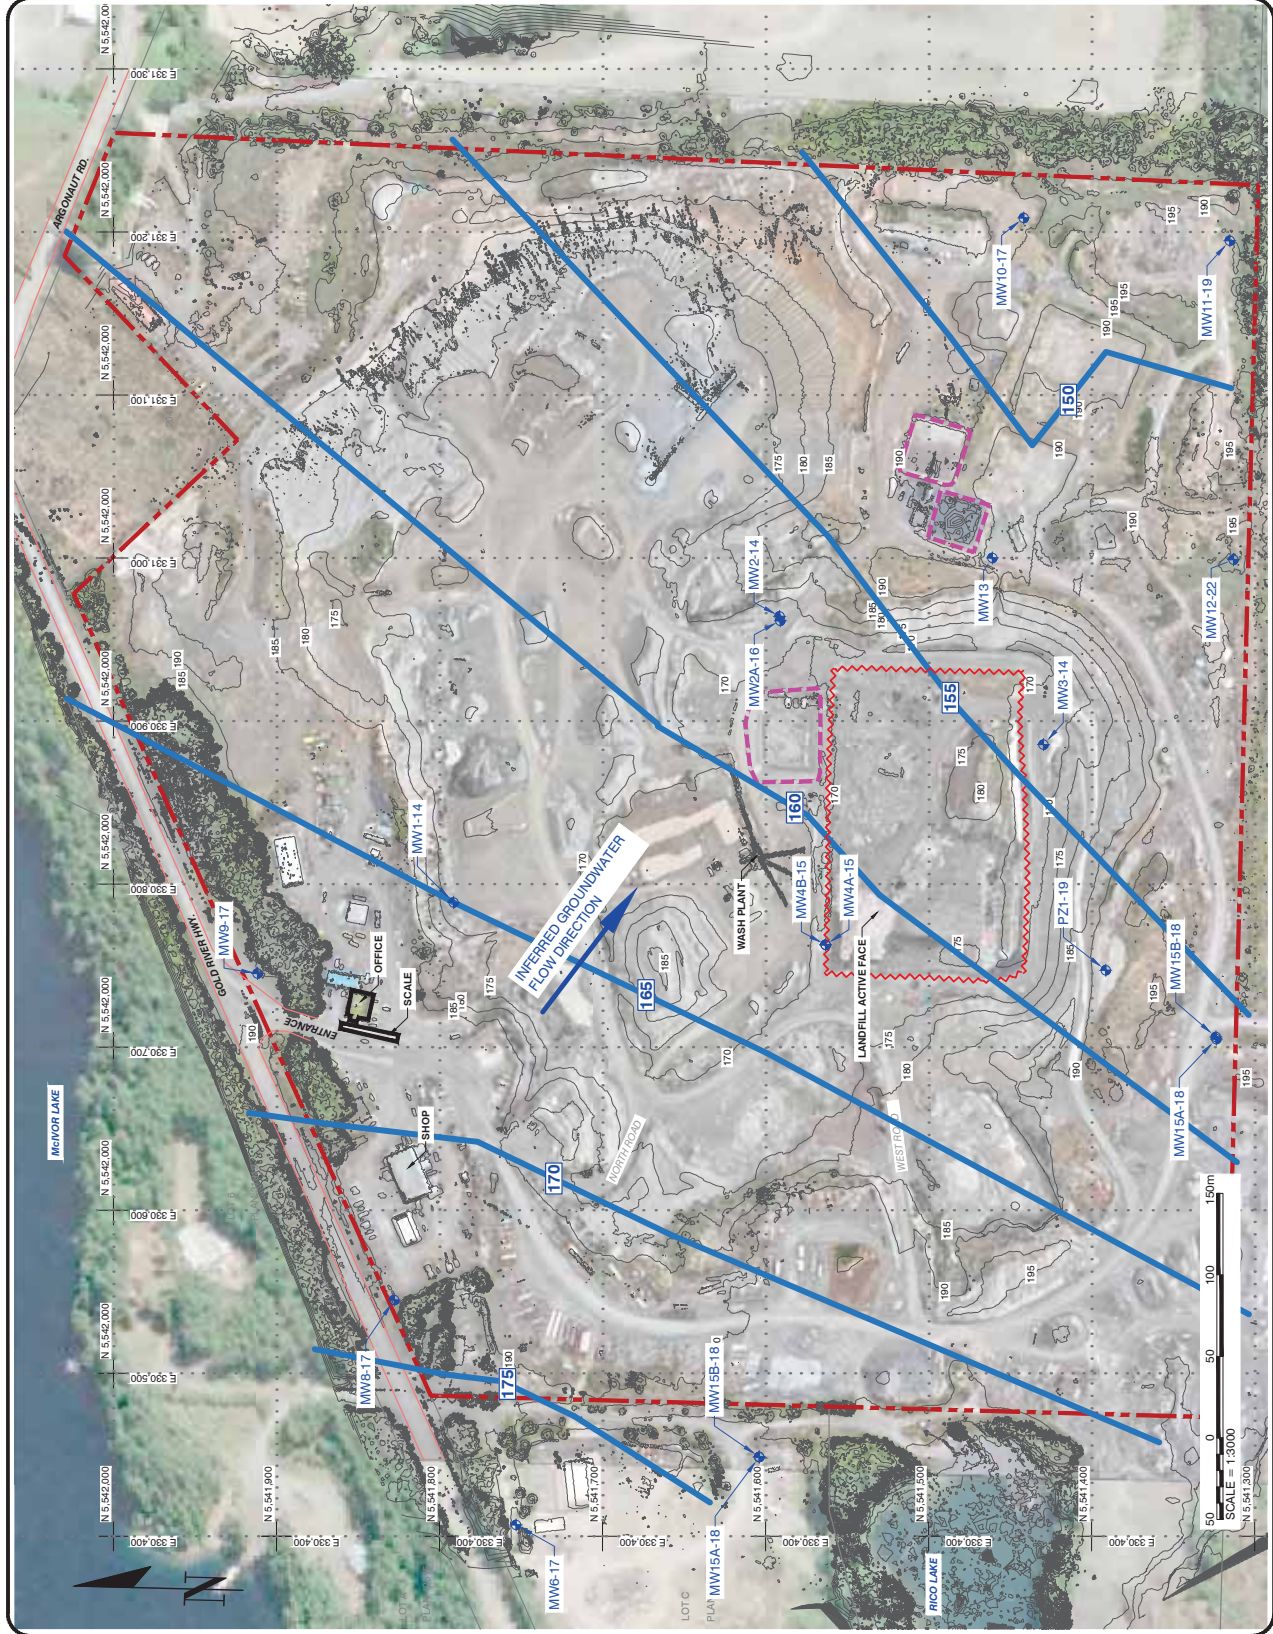 ARGONAUT RD.
GOLD RIVER HWY.
McIVOR LAKE
RICO LAKE
ENTRANCE
OFFICE
SCALE
SHOP
NORTH ROAD
WEST ROAD
WASH PLANT
LANDFILL ACTIVE FACE
INFERRED GROUNDWATER
FLOW DIRECTION
MW9-17
MW1-14
MW8-17
MW6-17
MW15A-18
MW15B-18
MW2-14
MW2A-16
MW4B-15
MW4A-15
MW3-14
MW13
MW10-17
MW11-19
MW12-22
PZ1-19
MW15B-18
MW15A-18
175
170
165
160
155
150
LOT C
N 5,542,000
N 5,541,900
N 5,541,800
N 5,541,700
N 5,541,600
N 5,541,500
N 5,541,400
N 5,541,300
E 330,400
E 330,500
E 330,600
E 330,700
E 330,800
E 330,900
E 331,000
E 331,100
E 331,200
E 331,300
N
50 0 50 100 150m
SCALE = 1:3000